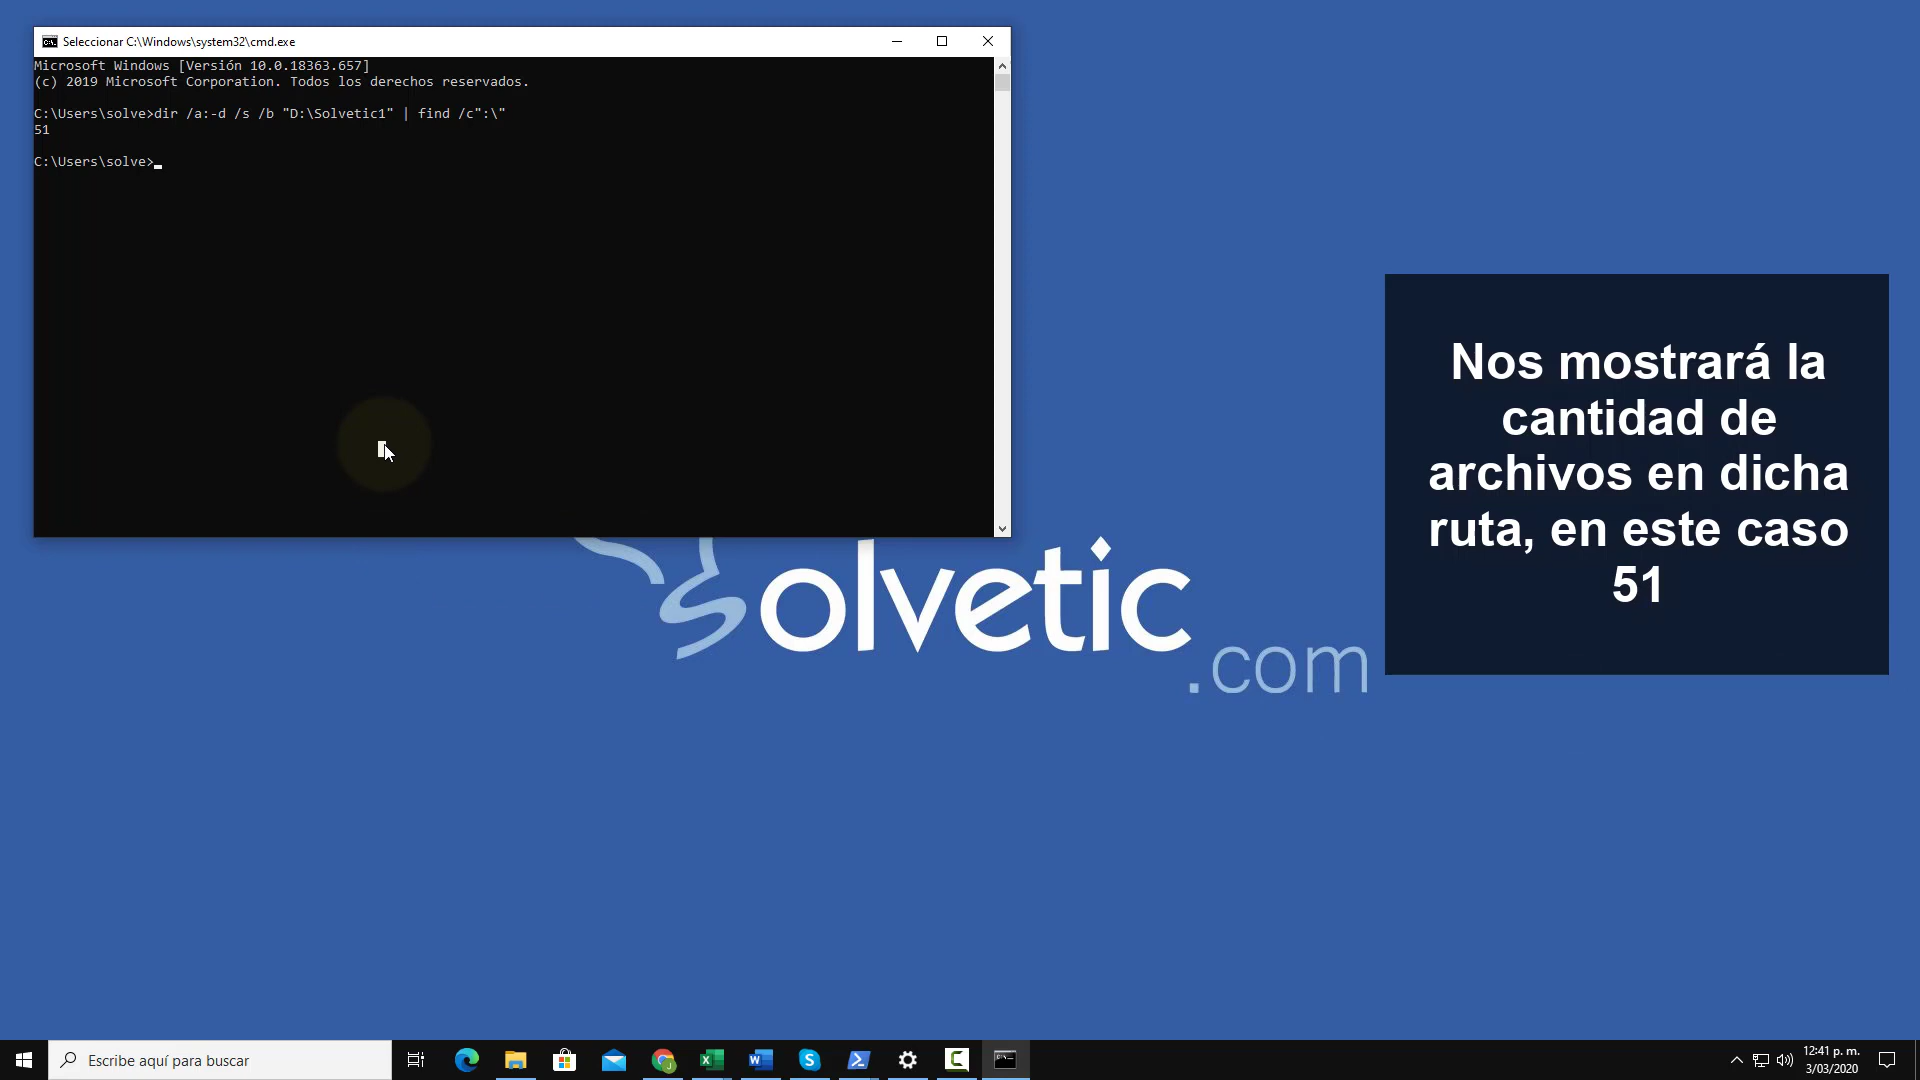 Seleccionar C:\Windows\system32\cmd.exe
Microsoft Windows [Versión 10.0.18363.657]
(c) 2019 Microsoft Corporation. Todos los derechos reservados.
C:\Users\solve>dir /a:-d /s /b "D:\Solvetic1" | find /c":\"
51
C:\Users\solve>
Nos mostrará la
cantidad de
archivos en dicha
ruta, en este caso
51
Solvetic
.com
Escribe aquí para buscar
12:41 p. m.
3/03/2020